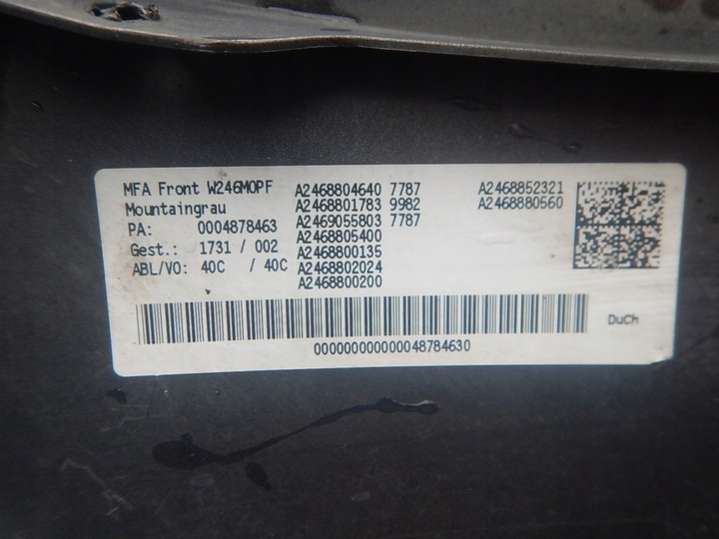 MFA Front W246MOPF A2468804640 7787 A2468852321
Mountaingrau A2468801783 9982 A2468880560
PA: 0004878463 A2469055803 7787
Gest.: 1731 / 002 A2468805400
ABL/VO: 40C / 40C A2468800135
A2468802024
A2468800200
DuCh
000000000000048784630